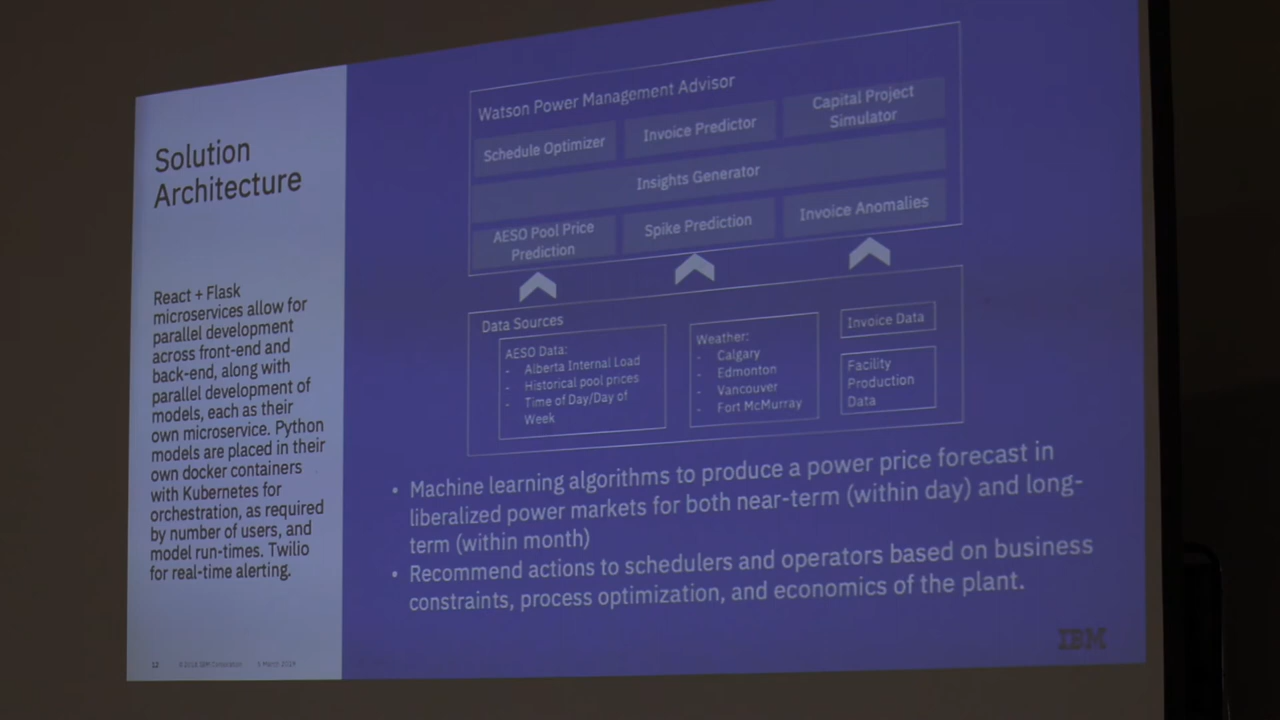 Solution
Architecture
React + Flask
microservices allow for
parallel development
across front-end and
back-end, along with
parallel development of
models, each as their
own microservice. Python
models are placed in their
own docker containers
with Kubernetes for
orchestration, as required
by number of users, and
model run-times. Twilio
for real-time alerting.
12
IBM Corporation
Watson Power Management Advisor
Schedule Optimizer
Invoice Predictor
Capital Project
Simulator
Insights Generator
AESO Pool Price
Prediction
Spike Prediction
Invoice Anomalies
Data Sources
AESO Data:
- Alberta Internal Load
- Historical pool prices
- Time of Day/Day of
Week
Weather:
- Calgary
- Edmonton
- Vancouver
- Fort McMurray
Invoice Data
Facility
Production
Data
• Machine learning algorithms to produce a power price forecast in
liberalized power markets for both near-term (within day) and long-
term (within month)
• Recommend actions to schedulers and operators based on business
constraints, process optimization, and economics of the plant.
IBM